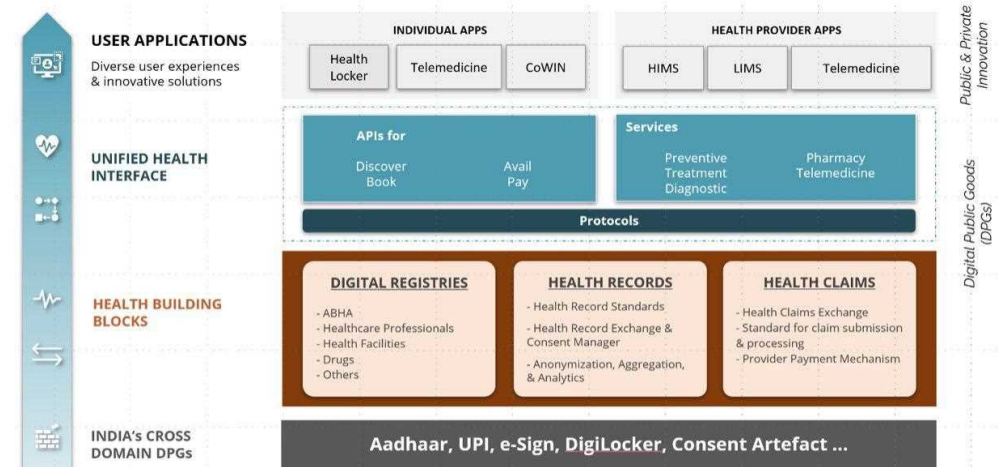 USER APPLICATIONS
Diverse user experiences
& innovative solutions
INDIVIDUAL APPS
Health
Locker
Telemedicine
CoWIN
HEALTH PROVIDER APPS
HIMS
LIMS
Telemedicine
Public & Private
Innovation
UNIFIED HEALTH
INTERFACE
APIs for
Discover
Book
Avail
Pay
Services
Preventive
Treatment
Diagnostic
Pharmacy
Telemedicine
Protocols
Digital Public Goods
(DPGs)
HEALTH BUILDING
BLOCKS
DIGITAL REGISTRIES
- ABHA
- Healthcare Professionals
- Health Facilities
- Drugs
- Others
HEALTH RECORDS
- Health Record Standards
- Health Record Exchange &
Consent Manager
- Anonymization, Aggregation,
& Analytics
HEALTH CLAIMS
- Health Claims Exchange
- Standard for claim submission
& processing
- Provider Payment Mechanism
INDIA's CROSS
DOMAIN DPGs
Aadhaar, UPI, e-Sign, DigiLocker, Consent Artefact ...